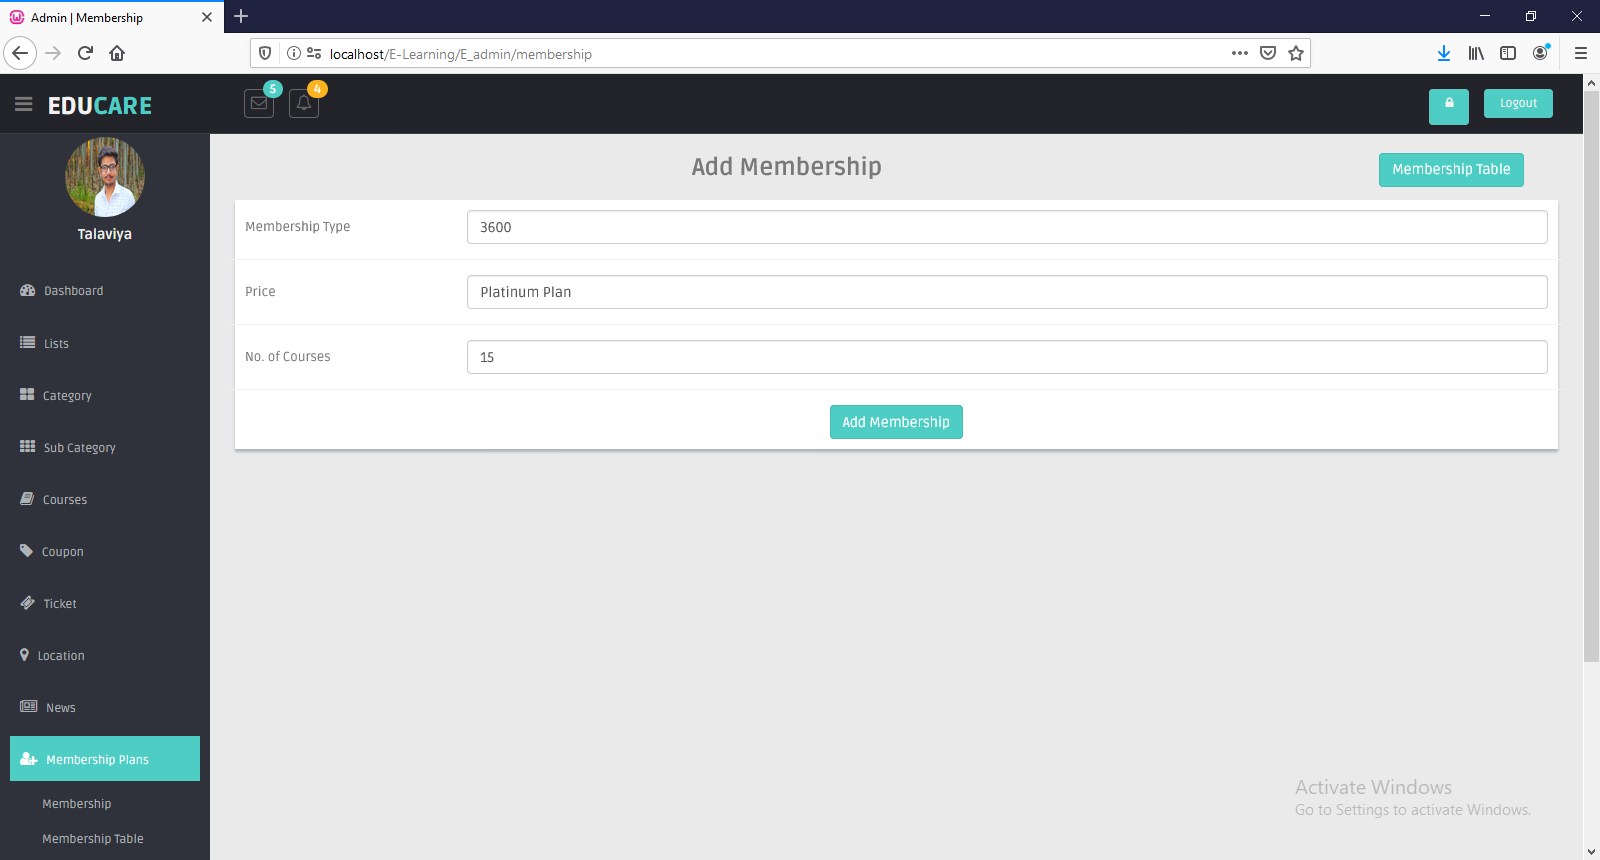 Admin | Membership
localhost/E-Learning/E_admin/membership
EDUCARE
5
4
Logout
Talaviya
Dashboard
Lists
Category
Sub Category
Courses
Coupon
Ticket
Location
News
Membership Plans
Membership
Membership Table
Add Membership
Membership Table
Membership Type
3600
Price
Platinum Plan
No. of Courses
15
Add Membership
Activate Windows
Go to Settings to activate Windows.